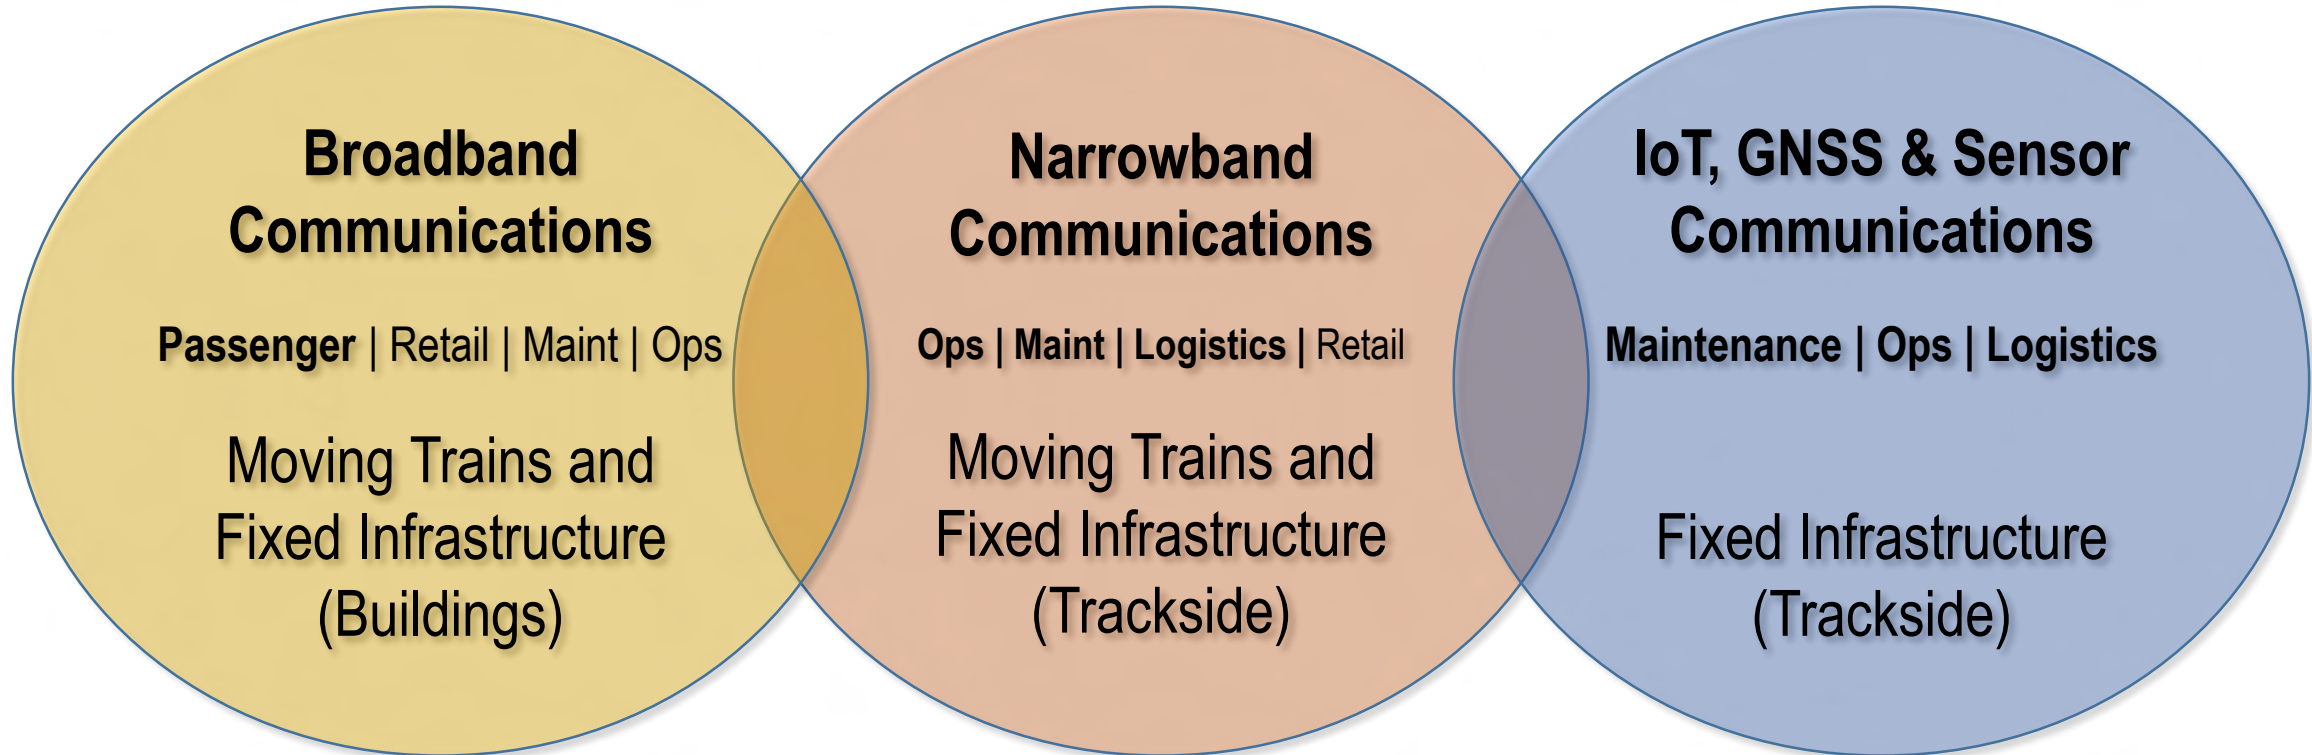 Broadband
Communications
Passenger | Retail | Maint | Ops
Moving Trains and
Fixed Infrastructure
(Buildings)
Narrowband
Communications
Ops | Maint | Logistics | Retail
Moving Trains and
Fixed Infrastructure
(Trackside)
IoT, GNSS & Sensor
Communications
Maintenance | Ops | Logistics
Fixed Infrastructure
(Trackside)